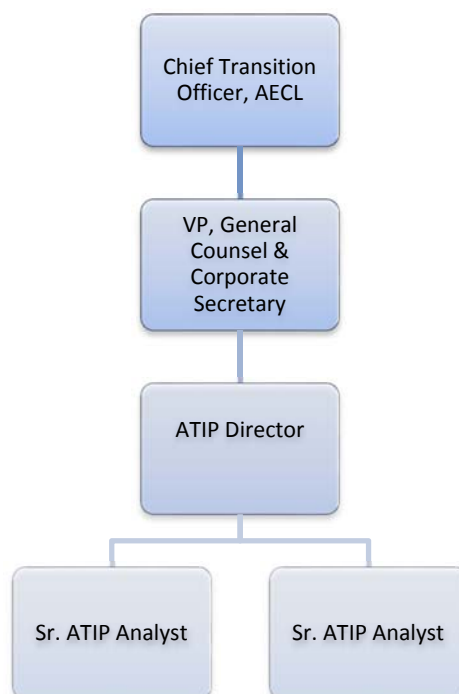 Chief Transition
Officer, AECL
VP, General
Counsel &
Corporate
Secretary
ATIP Director
Sr. ATIP Analyst
Sr. ATIP Analyst